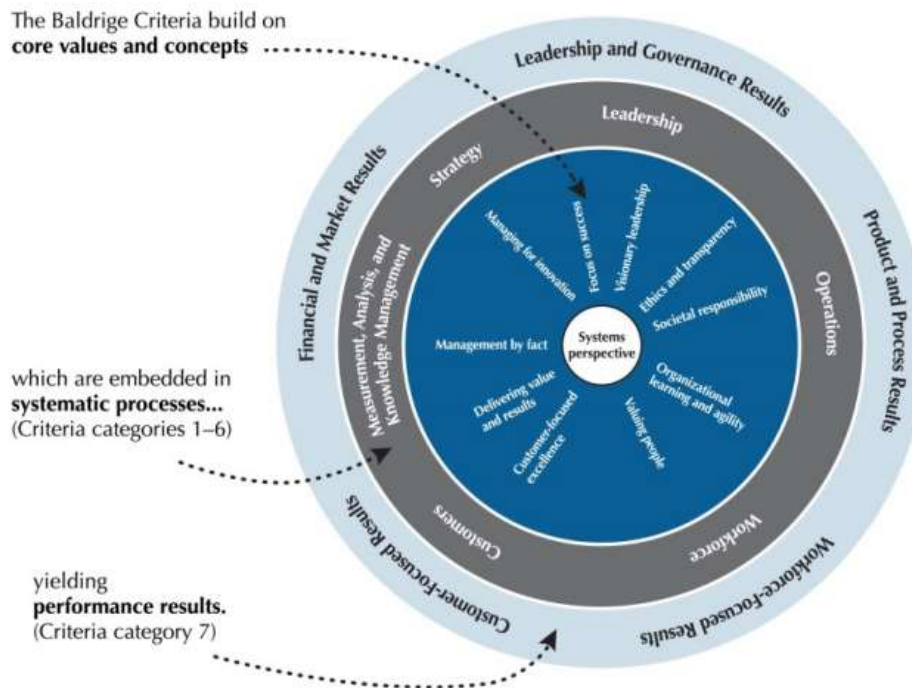 The Baldrige Criteria build on
core values and concepts
which are embedded in
systematic processes...
(Criteria categories 1–6)
yielding
performance results.
(Criteria category 7)
Leadership and Governance Results
Product and Process Results
Workforce-Focused Results
Customer-Focused Results
Financial and Market Results
Leadership
Operations
Workforce
Customers
Measurement, Analysis, and
Knowledge Management
Strategy
Systems
perspective
Focus on success
Visionary leadership
Ethics and transparency
Societal responsibility
Organizational
learning and agility
Valuing people
Customer-focused
excellence
Delivering value
and results
Management by fact
Managing for innovation